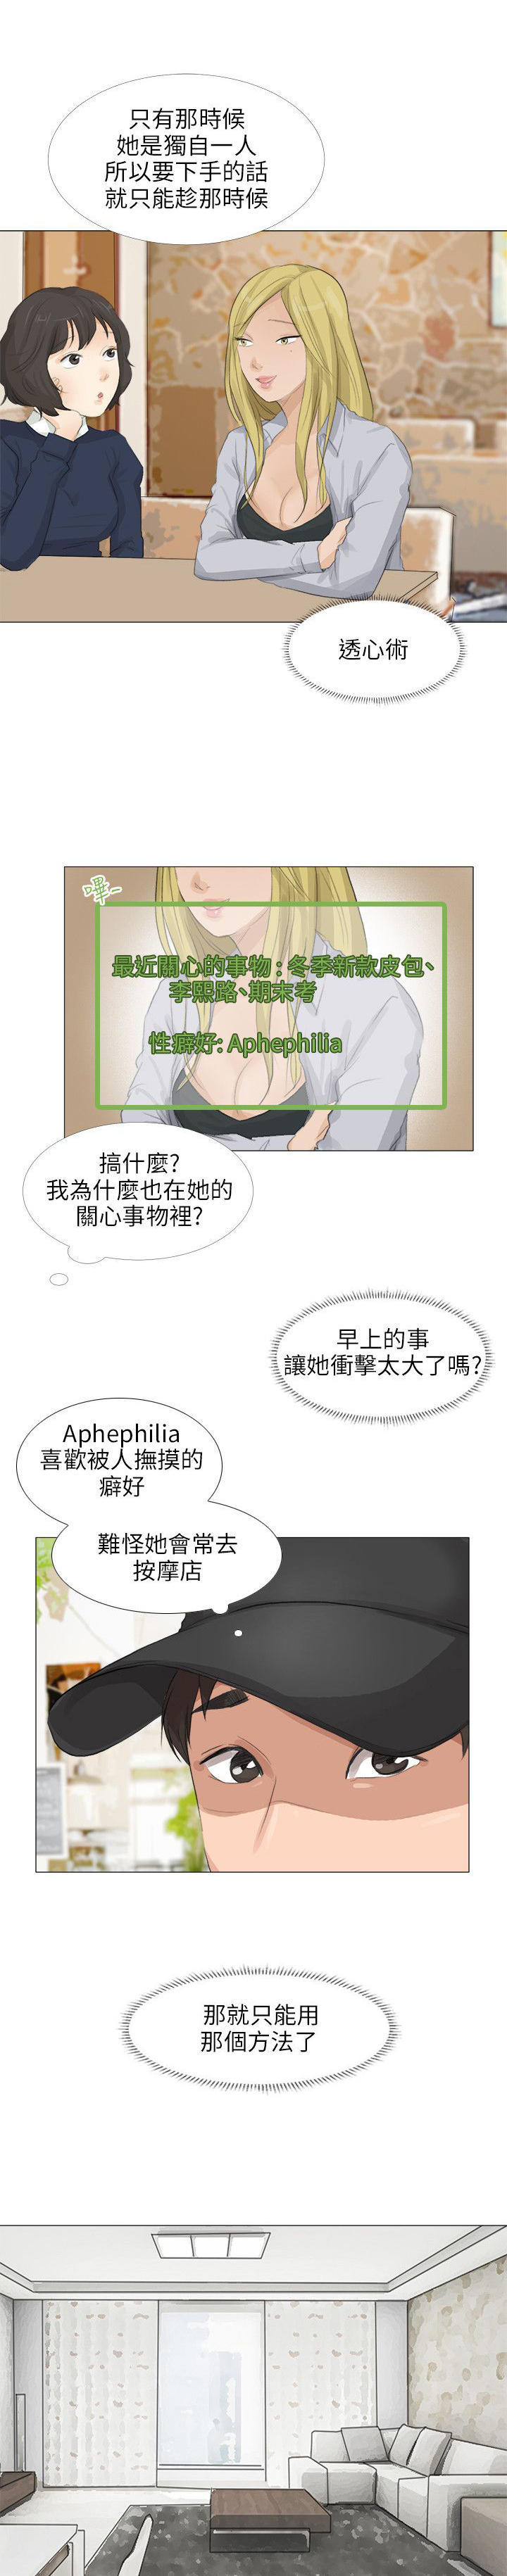 只有那時候
她是獨自一人
所以要下手的話
就只能趁那時候
透心術
嗶~
最近關心的事物 : 冬季新款皮包、
李熙路、期末考
性癖好: Aphephilia
搞什麼?
我為什麼也在她的
關心事物裡?
早上的事
讓她衝擊太大了嗎?
Aphephilia
喜歡被人撫摸的
癖好
難怪她會常去
按摩店
那就只能用
那個方法了